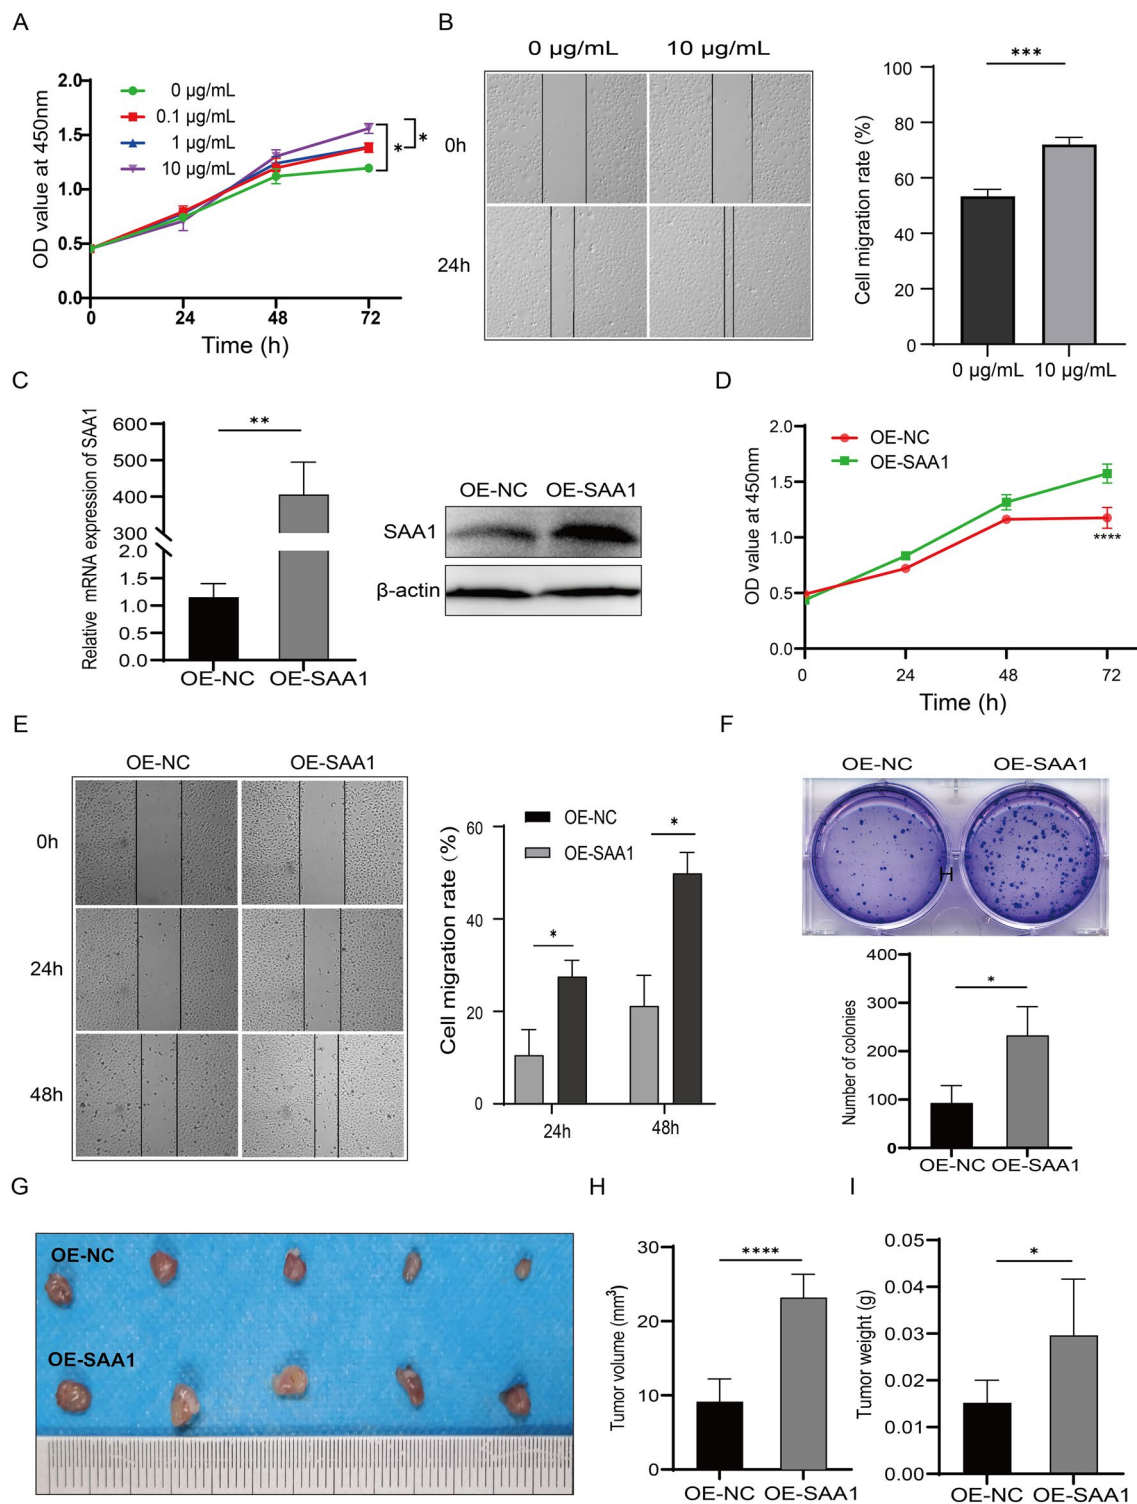 A
OD value at 450nm
2.0
1.5
1.0
0.5
0.0
0 µg/mL
0.1 µg/mL
1 µg/mL
10 µg/mL
*
*
0
24
48
72
Time (h)
B
0 µg/mL
10 µg/mL
0h
24h
Cell migration rate (%)
100
80
60
40
20
0
***
0 µg/mL
10 µg/mL
C
Relative mRNA expression of SAA1
600
500
400
300
2.0
1.5
1.0
0.5
0.0
**
OE-NC
OE-SAA1
OE-NC
OE-SAA1
SAA1
β-actin
D
OD value at 450nm
2.0
1.5
1.0
0.5
0.0
OE-NC
OE-SAA1
****
0
24
48
72
Time (h)
E
OE-NC
OE-SAA1
0h
24h
48h
Cell migration rate (%)
60
40
20
0
OE-NC
OE-SAA1
*
*
24h
48h
F
OE-NC
OE-SAA1
H
Number of colonies
400
300
200
100
0
*
OE-NC
OE-SAA1
G
OE-NC
OE-SAA1
H
Tumor volume (mm³)
30
20
10
0
****
OE-NC
OE-SAA1
I
Tumor weight (g)
0.05
0.04
0.03
0.02
0.01
0.00
*
OE-NC
OE-SAA1